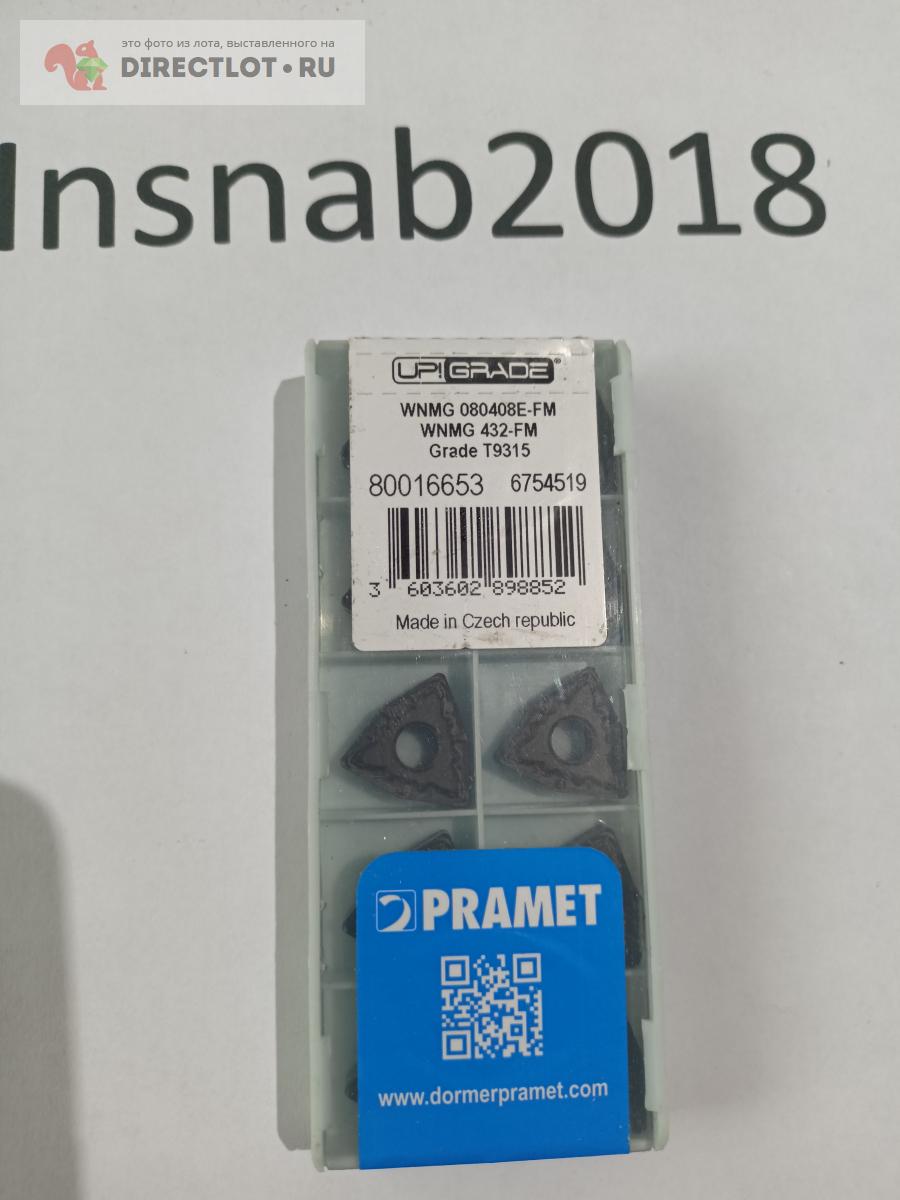 это фото из лота, выставленного на
DIRECTLOT•RU
Insnab2018
UP! GRADE®
WNMG 080408E-FM
WNMG 432-FM
Grade T9315
80016653 6754519
3 603602 898852
Made in Czech republic
PRAMET
www.dormerpramet.com